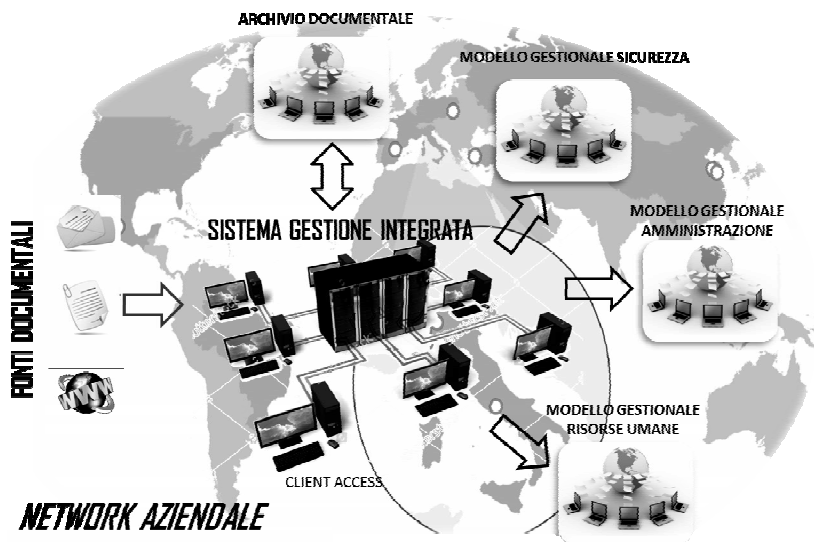 ARCHIVIO DOCUMENTALE
MODELLO GESTIONALE SICUREZZA
MODELLO GESTIONALE
AMMINISTRAZIONE
SISTEMA GESTIONE INTEGRATA
FONTI DOCUMENTALI
WWW
MODELLO GESTIONALE
RISORSE UMANE
CLIENT ACCESS
NETWORK AZIENDALE